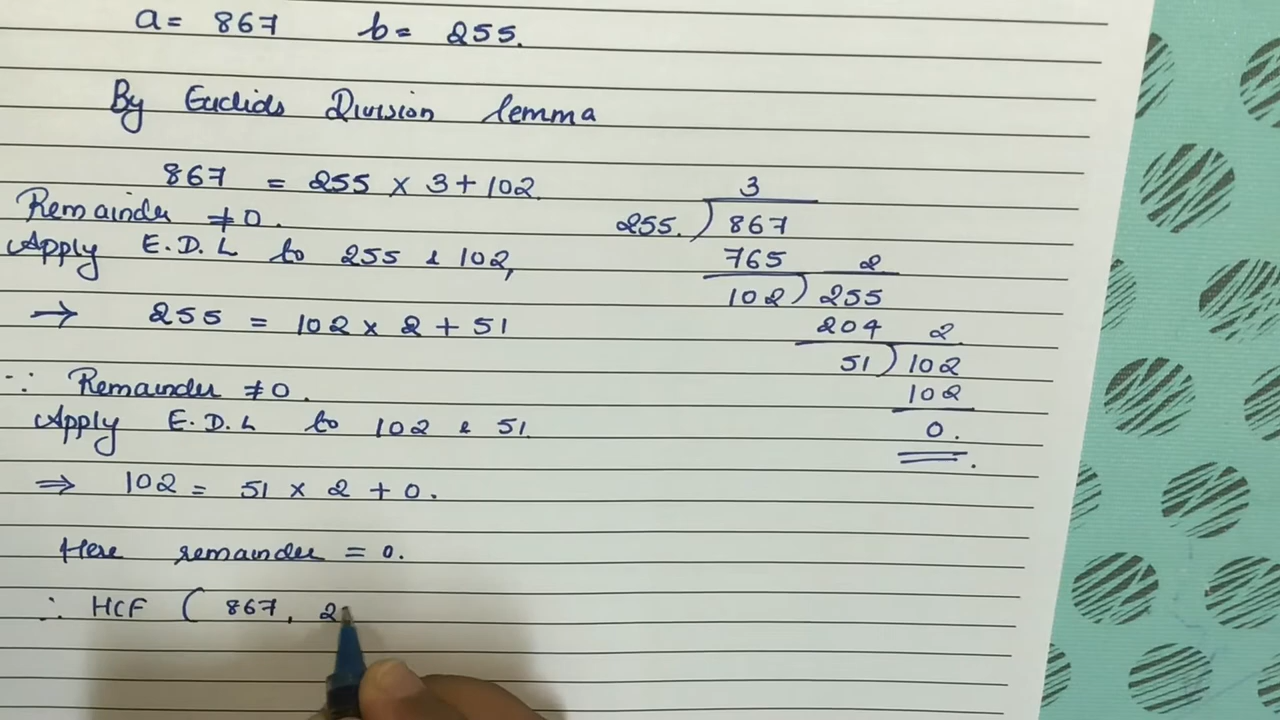 a = 867 b = 255.
By Euclids Division lemma
867 = 255 × 3 + 102
Remainder ≠ 0.
Apply E.D.L to 255 & 102,
→ 255 = 102 × 2 + 51
∵ Remainder ≠ 0.
Apply E.D.L to 102 & 51.
⇒ 102 = 51 × 2 + 0.
Here remainder = 0.
∴ HCF ( 867, 2
3
255. ) 867
765 2
102 ) 255
204 2
51 ) 102
102
0.